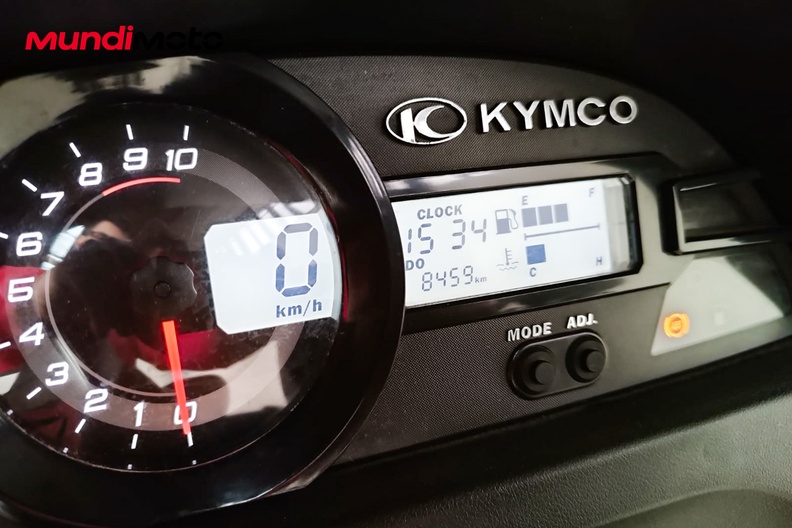 MundiMoto
KYMCO
10
9
8
7
6
5
4
3
2
1
0
0
km/h
CLOCK
15 34
DO
8459 km
E F
C H
MODE ADJ.